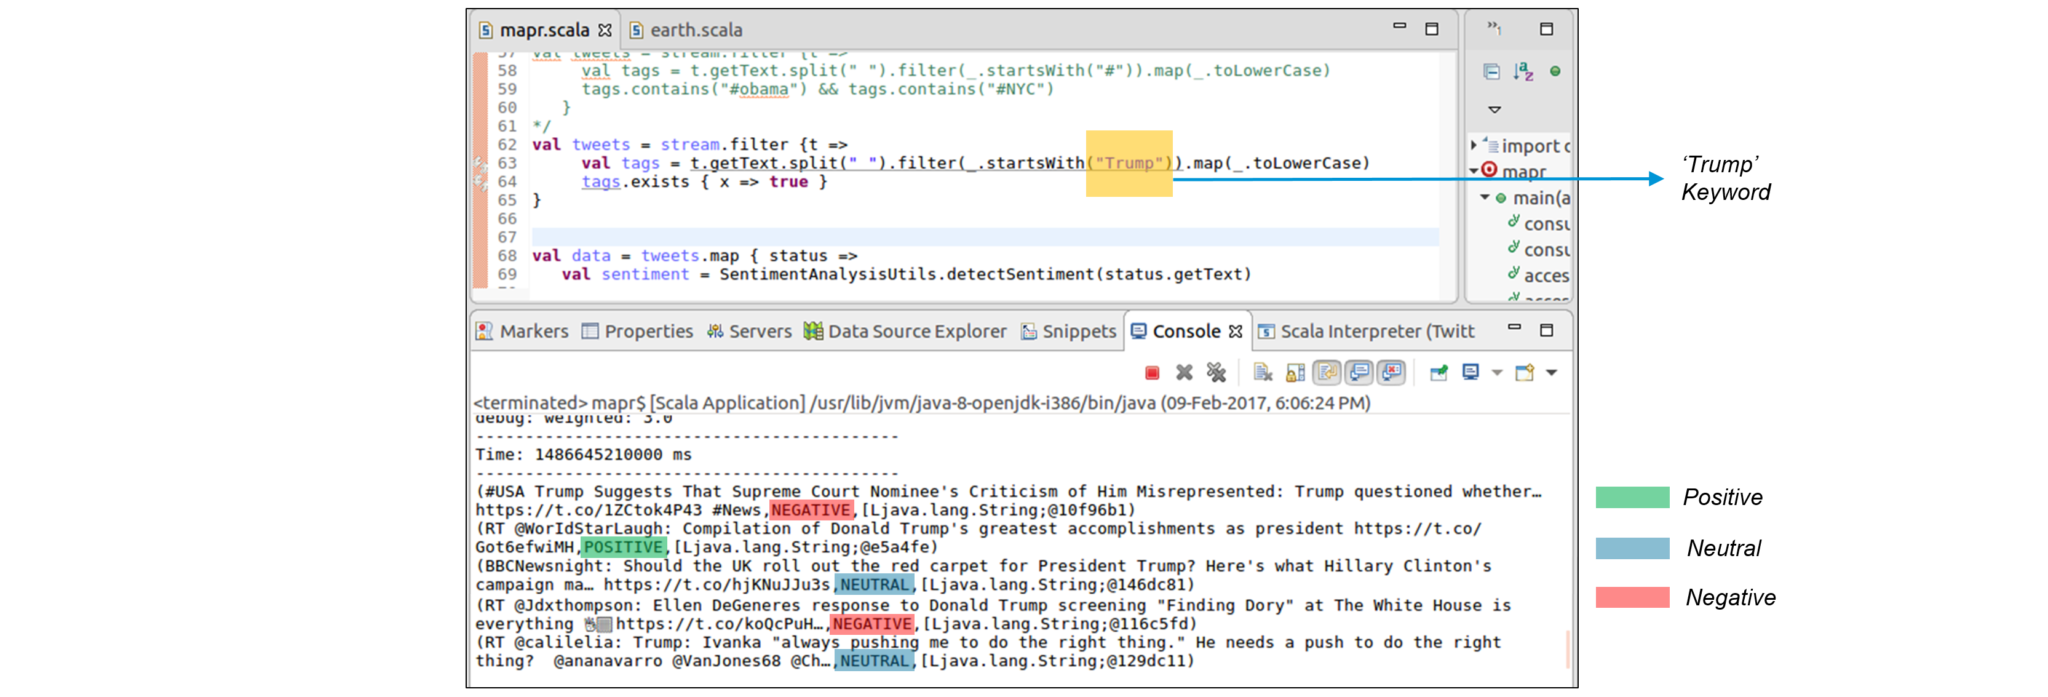 mapr.scala
earth.scala
57 val tweets = stream.filter {t =>
58 val tags = t.getText.split(" ").filter(_.startsWith("#")).map(_.toLowerCase)
59 tags.contains("#obama") && tags.contains("#NYC")
60 }
61 */
62 val tweets = stream.filter {t =>
63 val tags = t.getText.split(" ").filter(_.startsWith("Trump")).map(_.toLowerCase)
64 tags.exists { x => true }
65 }
66
67
68 val data = tweets.map { status =>
69 val sentiment = SentimentAnalysisUtils.detectSentiment(status.getText)
import c
mapr
main(a
consu
consu
acces
‘Trump’
Keyword
Markers Properties Servers Data Source Explorer Snippets Console Scala Interpreter (Twitt
<terminated> mapr$ [Scala Application] /usr/lib/jvm/java-8-openjdk-i386/bin/java (09-Feb-2017, 6:06:24 PM)
debug: weighted: 3.0
-------------------------------------------
Time: 1486645210000 ms
-------------------------------------------
(#USA Trump Suggests That Supreme Court Nominee's Criticism of Him Misrepresented: Trump questioned whether…
https://t.co/1ZCtok4P43 #News,NEGATIVE,[Ljava.lang.String;@10f96b1)
(RT @WorIdStarLaugh: Compilation of Donald Trump's greatest accomplishments as president https://t.co/
Got6efwiMH,POSITIVE,[Ljava.lang.String;@e5a4fe)
(BBCNewsnight: Should the UK roll out the red carpet for President Trump? Here's what Hillary Clinton's
campaign ma… https://t.co/hjKNuJJu3s,NEUTRAL,[Ljava.lang.String;@146dc81)
(RT @Jdxthompson: Ellen DeGeneres response to Donald Trump screening "Finding Dory" at The White House is
everything https://t.co/koQcPuH…,NEGATIVE,[Ljava.lang.String;@116c5fd)
(RT @calilelia: Trump: Ivanka "always pushing me to do the right thing." He needs a push to do the right
thing? @ananavarro @VanJones68 @Ch…,NEUTRAL,[Ljava.lang.String;@129dc11)
Positive
Neutral
Negative